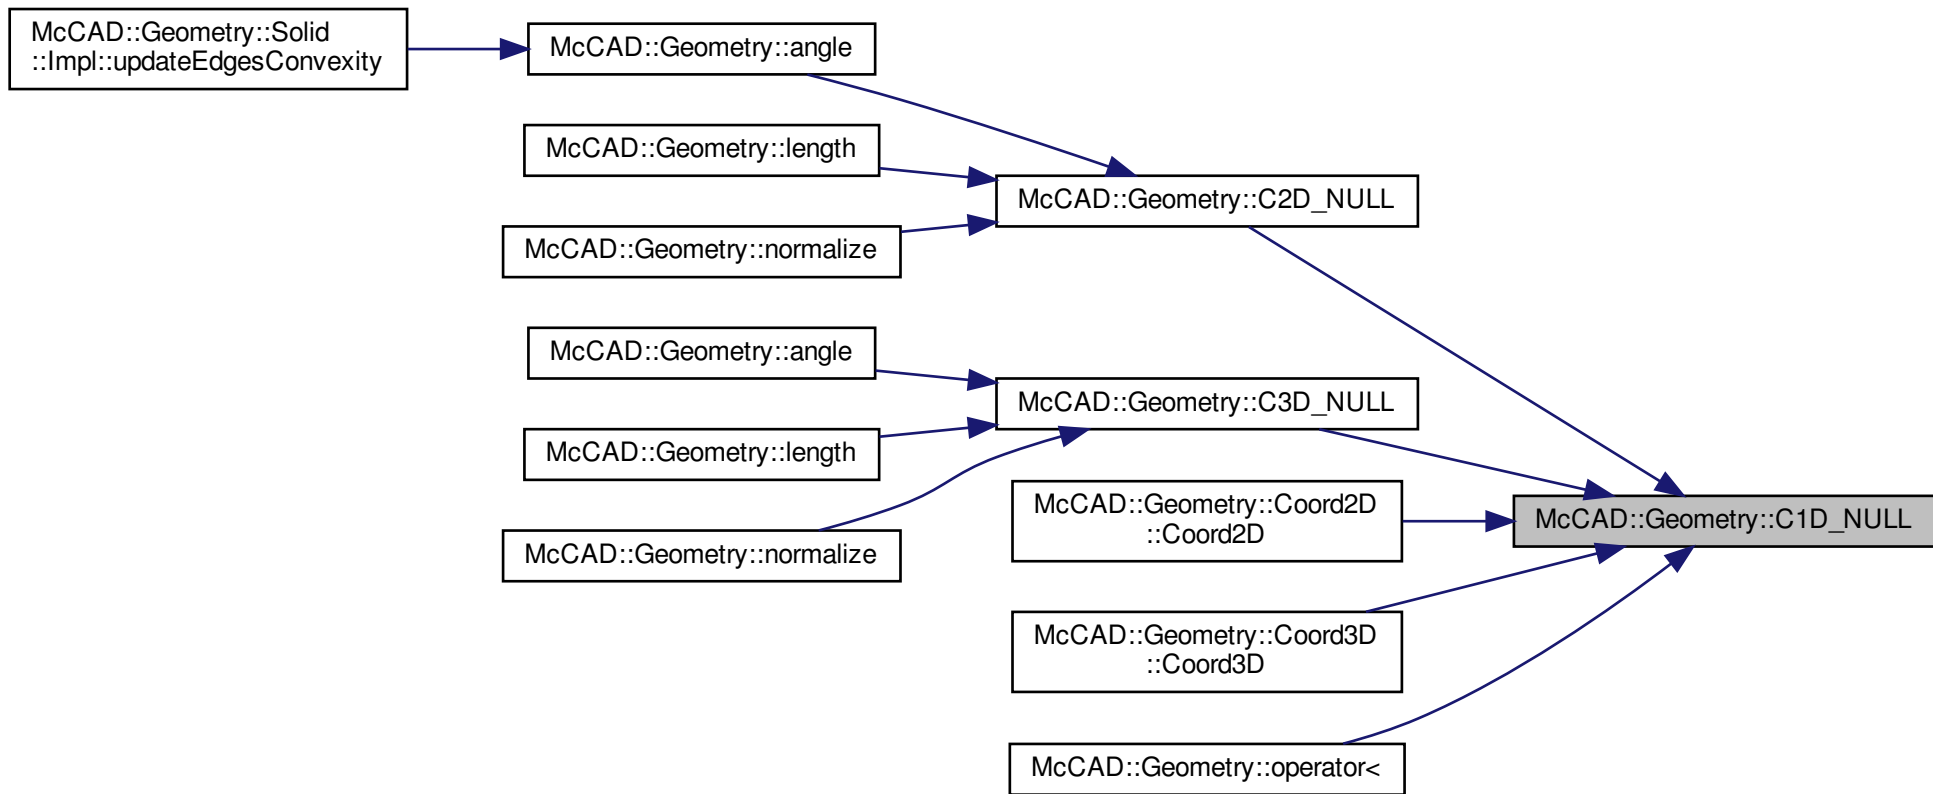 McCAD::Geometry::Solid
::Impl::updateEdgesConvexity
McCAD::Geometry::angle
McCAD::Geometry::length
McCAD::Geometry::C2D_NULL
McCAD::Geometry::normalize
McCAD::Geometry::angle
McCAD::Geometry::C3D_NULL
McCAD::Geometry::length
McCAD::Geometry::Coord2D
::Coord2D
McCAD::Geometry::C1D_NULL
McCAD::Geometry::normalize
McCAD::Geometry::Coord3D
::Coord3D
McCAD::Geometry::operator<